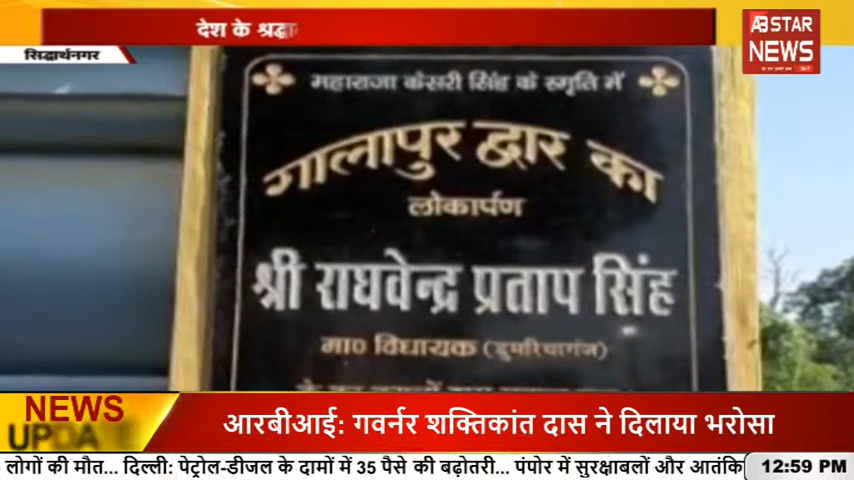 देश के श्रद्धा
AB STAR
NEWS
सिद्धार्थनगर
महाराजा केसरी सिंह के स्मृति में
गालापुर द्वार का
लोकार्पण
श्री राघवेन्द्र प्रताप सिंह
मा० विधायक (डुमरियागंज)
NEWS
UPDATE
आरबीआई: गवर्नर शक्तिकांत दास ने दिलाया भरोसा
लोगों की मौत... दिल्ली: पेट्रोल-डीजल के दामों में 35 पैसे की बढ़ोतरी... पंपोर में सुरक्षाबलों और आतंकि
12:59 PM